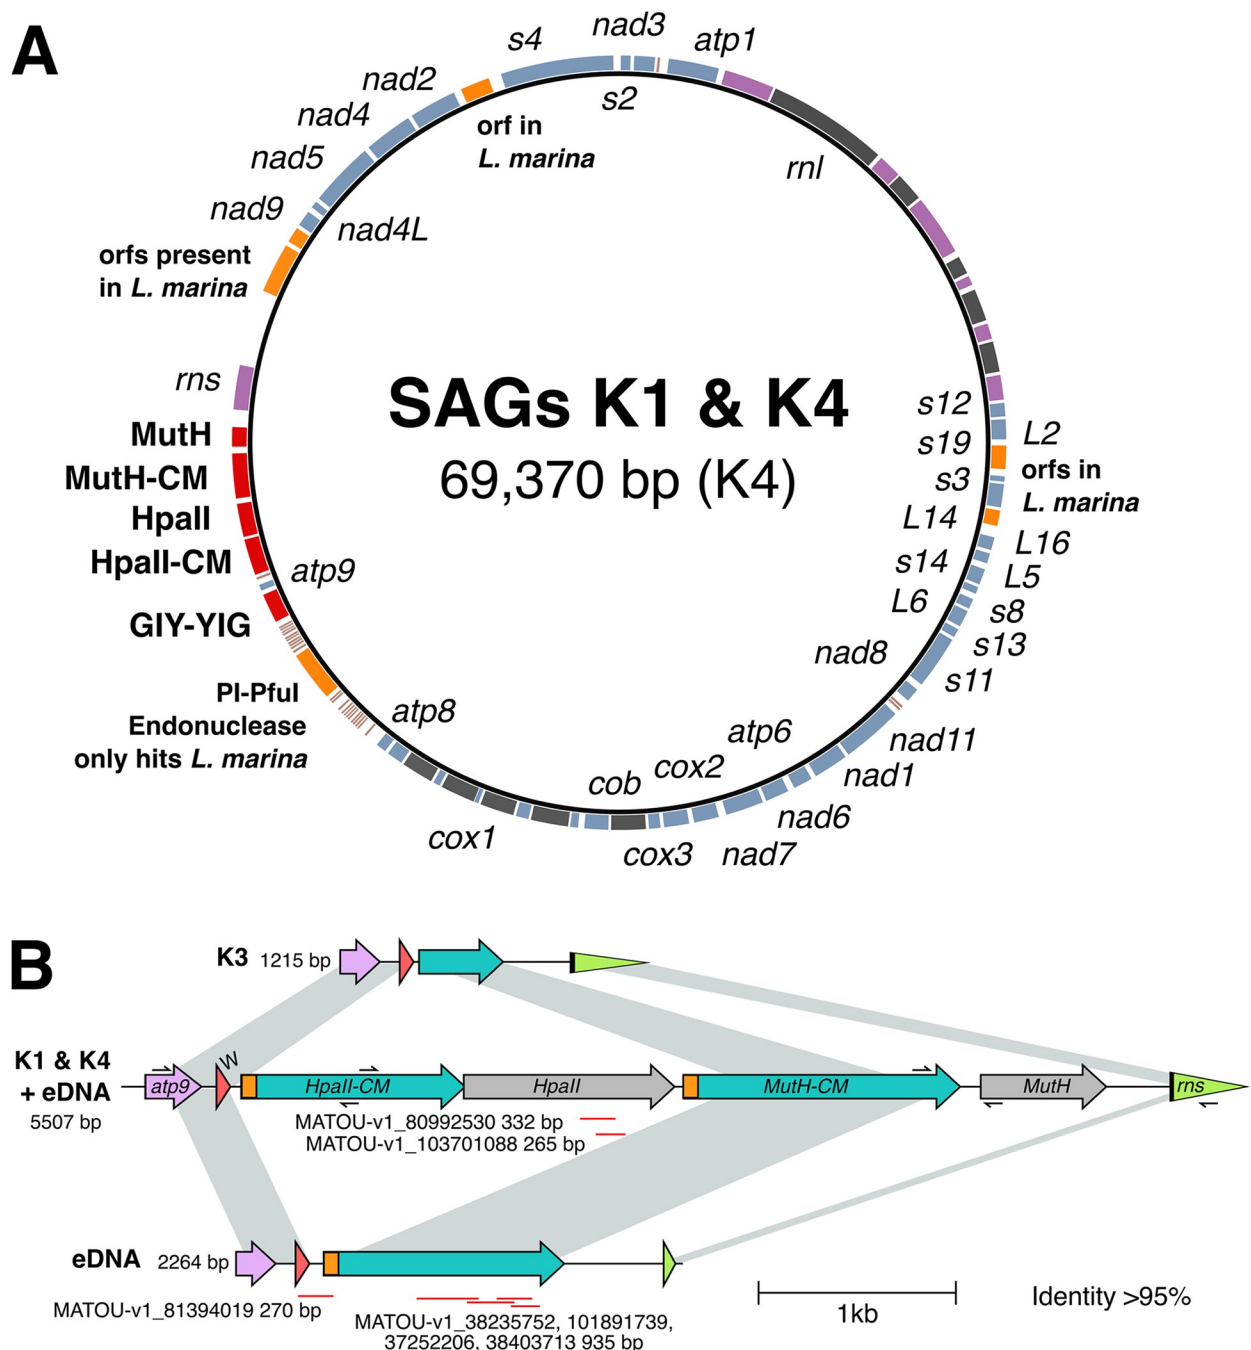 A
s4
nad3
atp1
nad2
s2
nad4
orf in
L. marina
nad5
rnl
nad9
nad4L
orfs present
in L. marina
rns
SAGs K1 & K4
69,370 bp (K4)
s12
L2
MutH
s19
orfs in
L. marina
MutH-CM
s3
HpaII
L14
L16
HpaII-CM
atp9
s14
L5
L6
s8
GIY-YIG
s13
nad8
s11
PI-PfuI
Endonuclease
only hits L. marina
atp8
atp6
nad11
cob
cox2
nad1
cox1
nad6
cox3
nad7
B
K3 1215 bp
K1 & K4
+ eDNA
5507 bp
atp9
W
HpaII-CM
HpaII
MutH-CM
MutH
rns
MATOU-v1_80992530 332 bp
MATOU-v1_103701088 265 bp
eDNA 2264 bp
MATOU-v1_81394019 270 bp
MATOU-v1_38235752, 101891739,
37252206, 38403713 935 bp
1kb
Identity >95%